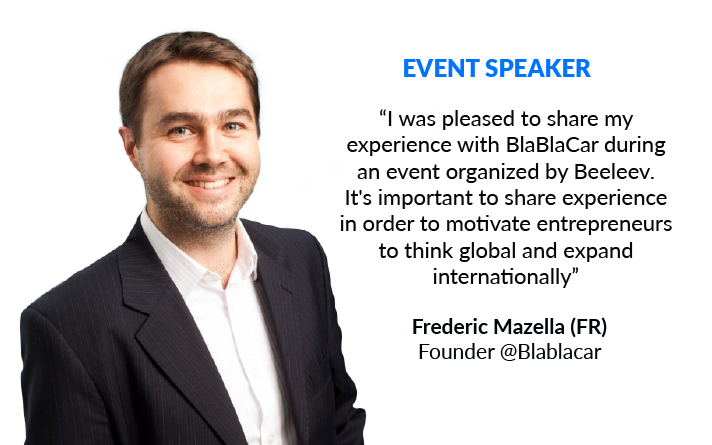 EVENT SPEAKER
“I was pleased to share my
experience with BlaBlaCar during
an event organized by Beeleev.
It's important to share experience
in order to motivate entrepreneurs
to think global and expand
internationally”
Frederic Mazella (FR)
Founder @Blablacar